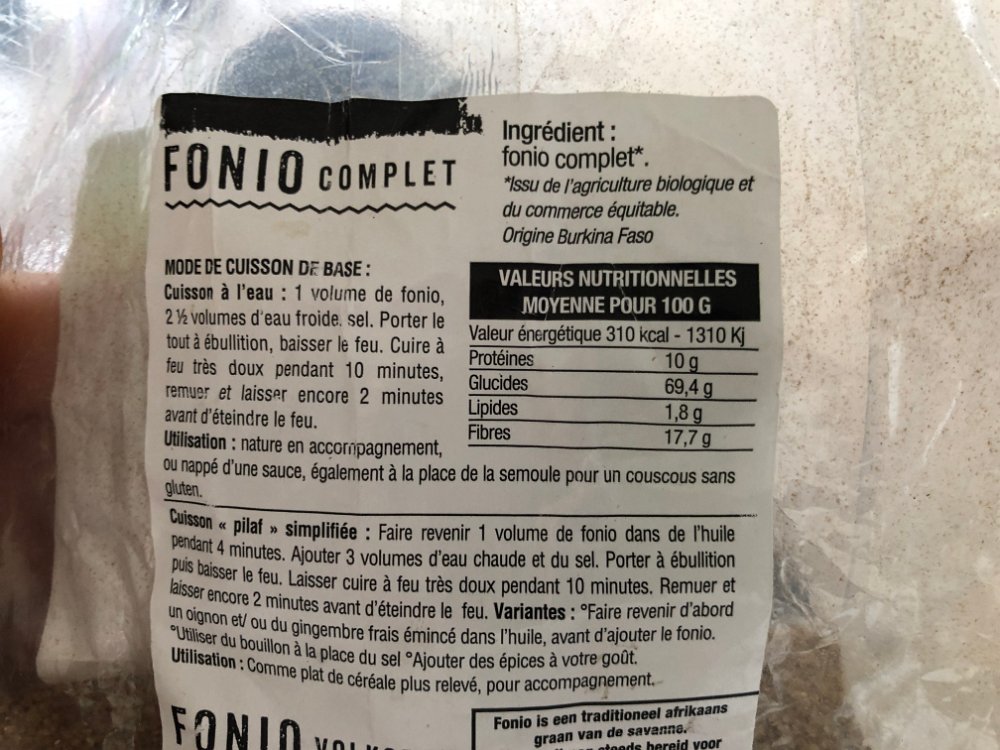 FONIO COMPLET
MODE DE CUISSON DE BASE :
Cuisson à l'eau : 1 volume de fonio,
2 ½ volumes d'eau froide, sel. Porter le
tout à ébullition, baisser le feu. Cuire à
feu très doux pendant 10 minutes,
remuer et laisser encore 2 minutes
avant d'éteindre le feu.
Utilisation : nature en accompagnement,
ou nappé d'une sauce, également à la place de la semoule pour un couscous sans
gluten.
Ingrédient :
fonio complet*.
*Issu de l'agriculture biologique et
du commerce équitable.
Origine Burkina Faso
VALEURS NUTRITIONNELLES
MOYENNE POUR 100 G
Valeur énergétique 310 kcal - 1310 Kj
Protéines 10 g
Glucides 69,4 g
Lipides 1,8 g
Fibres 17,7 g
Cuisson « pilaf » simplifiée : Faire revenir 1 volume de fonio dans de l'huile
pendant 4 minutes. Ajouter 3 volumes d'eau chaude et du sel. Porter à ébullition
puis baisser le feu. Laisser cuire à feu très doux pendant 10 minutes. Remuer et
laisser encore 2 minutes avant d'éteindre le feu. Variantes : °Faire revenir d'abord
un oignon et/ ou du gingembre frais émincé dans l'huile, avant d'ajouter le fonio.
°Utiliser du bouillon à la place du sel °Ajouter des épices à votre goût.
Utilisation : Comme plat de céréale plus relevé, pour accompagnement.
FONIO
Fonio is een traditioneel afrikaans
graan van de savanne.
bereid voor